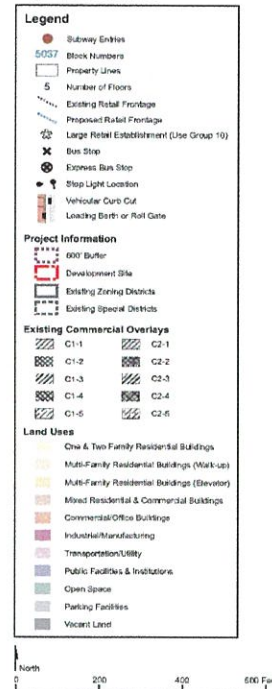 Legend
Subway Entries
5037 Block Numbers
Property Lines
5 Number of Floors
Existing Retail Frontage
Proposed Retail Frontage
Large Retail Establishment (Use Group 10)
Bus Stop
Express Bus Stop
Stop Light Location
Vehicular Curb Cut
Loading Berth or Roll Gate
Project Information
600' Buffer
Development Site
Existing Zoning Districts
Existing Special Districts
Existing Commercial Overlays
C1-1 C2-1
C1-2 C2-2
C1-3 C2-3
C1-4 C2-4
C1-5 C2-5
Land Uses
One & Two Family Residential Buildings
Multi-Family Residential Buildings (Walk-up)
Multi-Family Residential Buildings (Elevator)
Mixed Residential & Commercial Buildings
Commercial/Office Buildings
Industrial/Manufacturing
Transportation/Utility
Public Facilities & Institutions
Open Space
Parking Facilities
Vacant Land
North
0 200 400 600 Feet